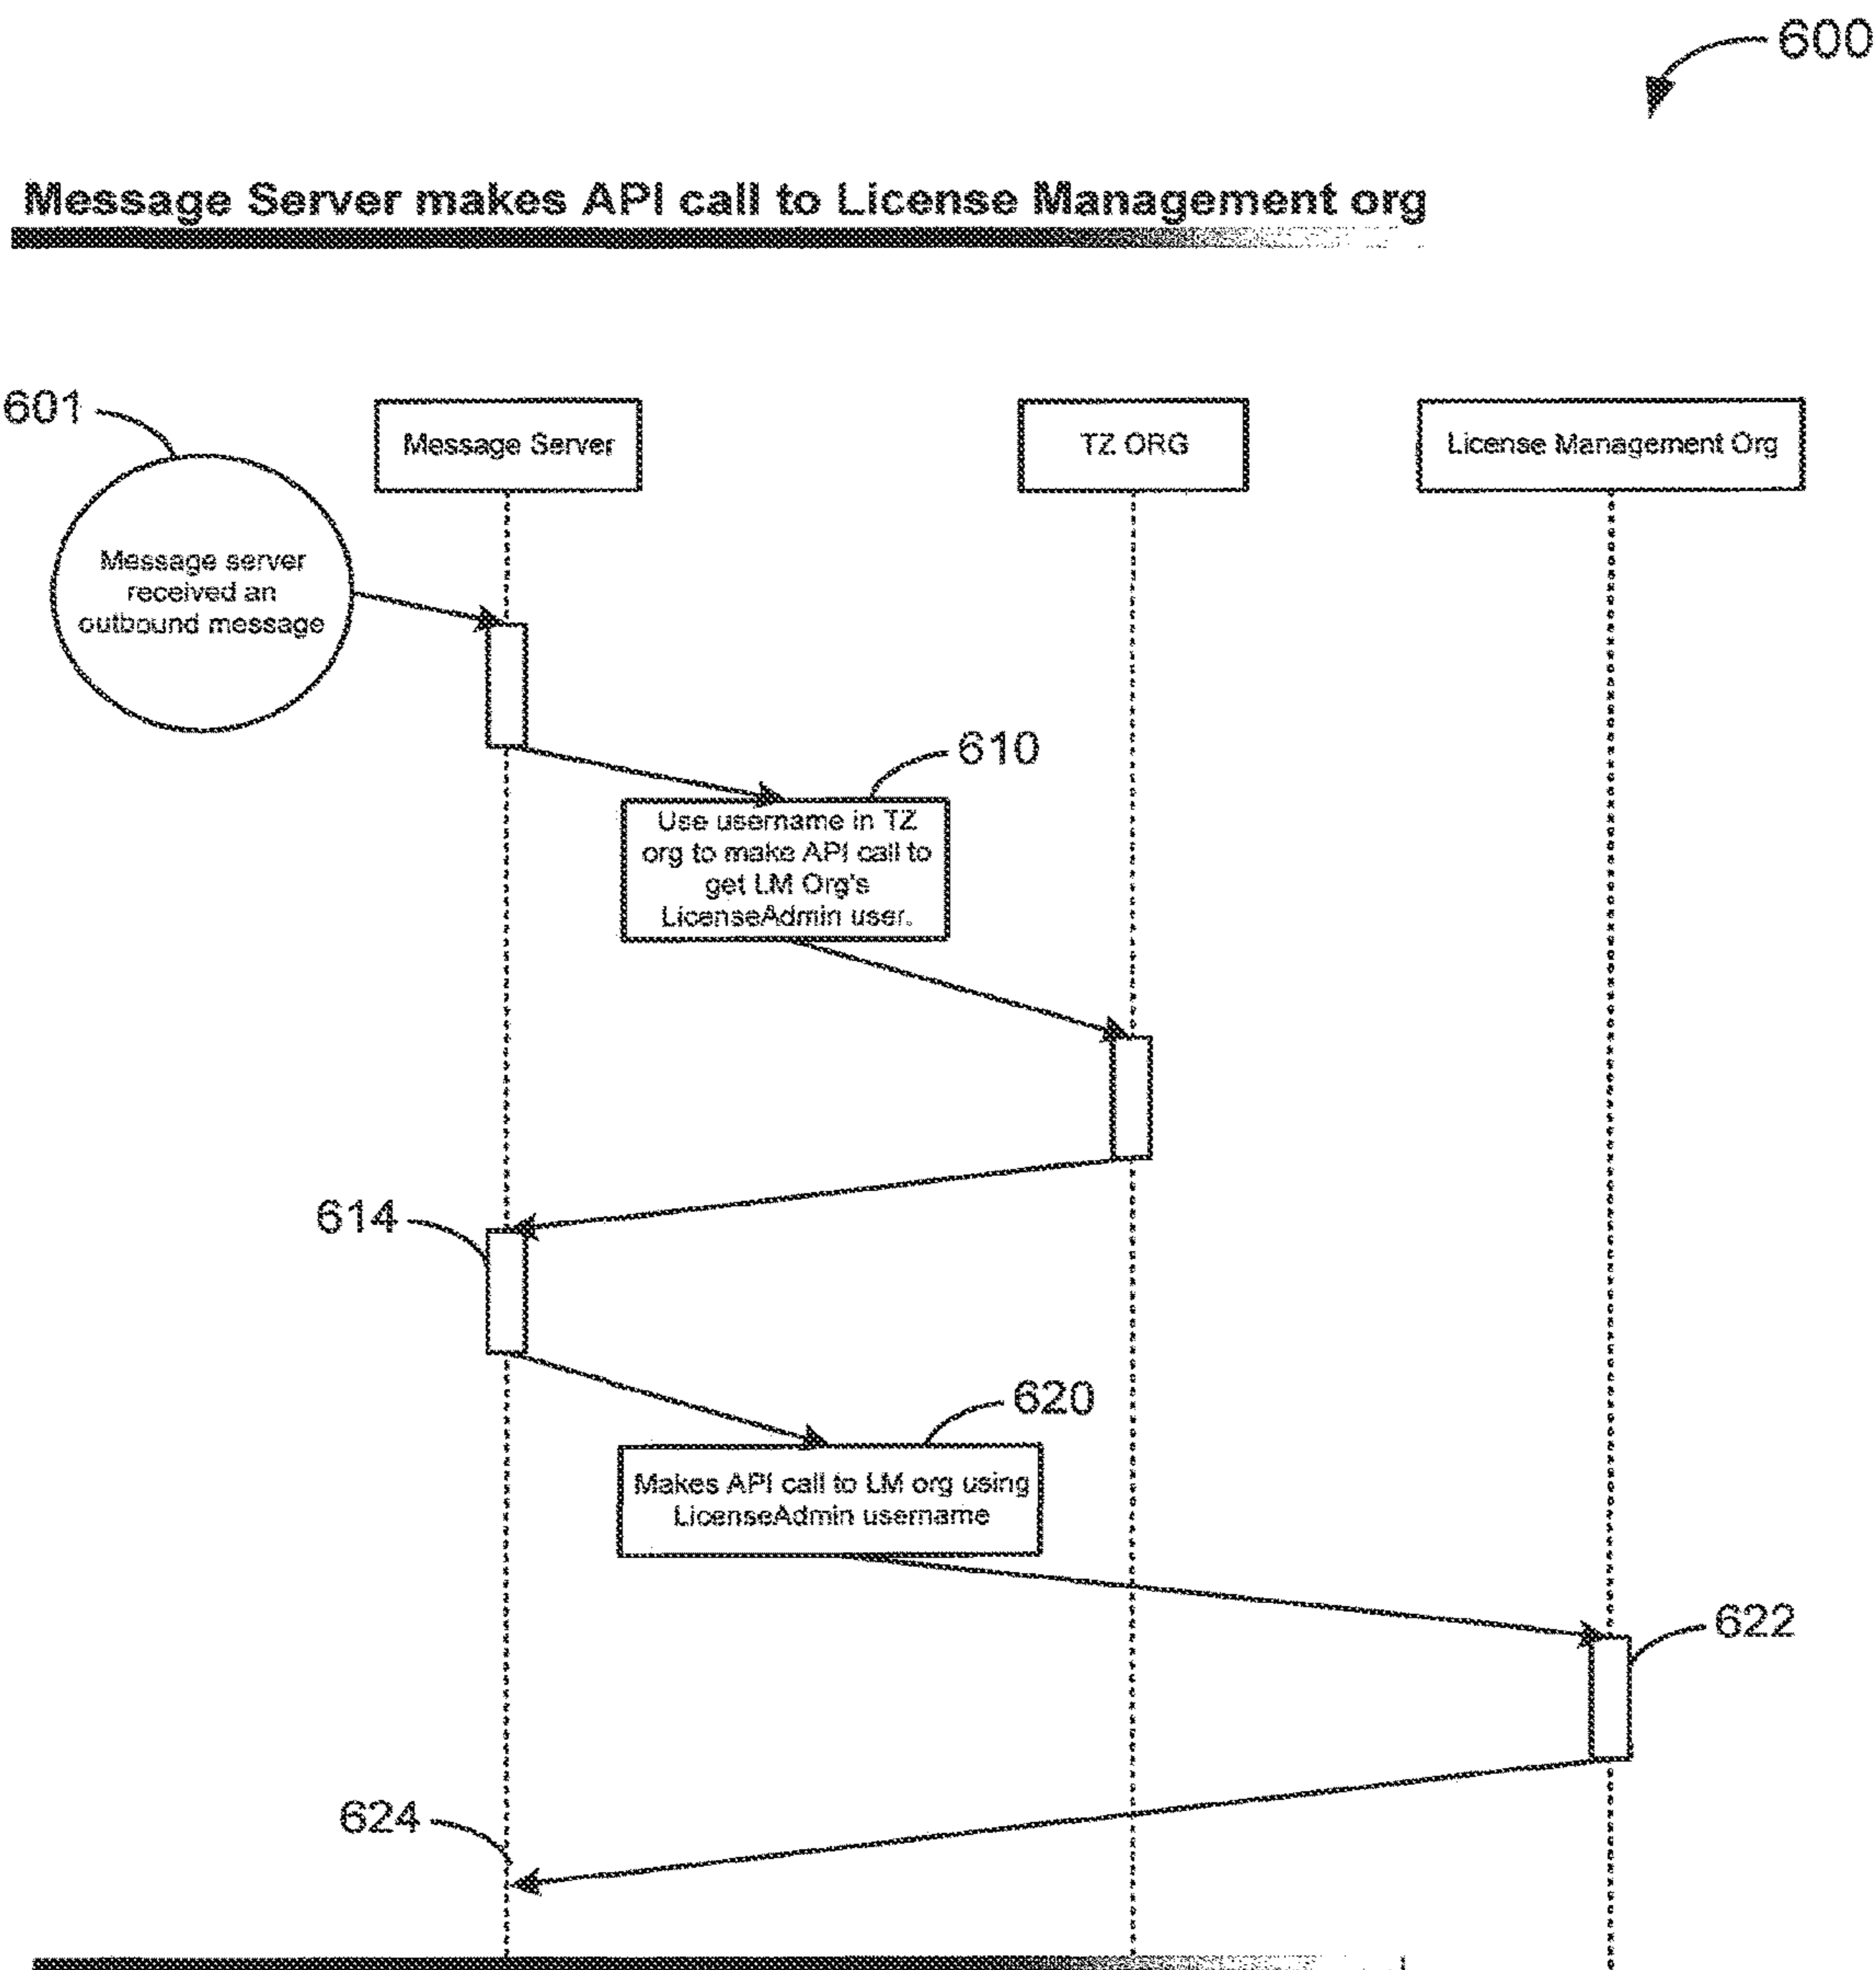 600
Message Server makes API call to License Management org
601
Message Server
TZ ORG
License Management Org
Message server
received an
outbound message
610
Use username in TZ
org to make API call to
get LM Org's
LicenseAdmin user.
614
620
Makes API call to LM org using
LicenseAdmin username
622
624